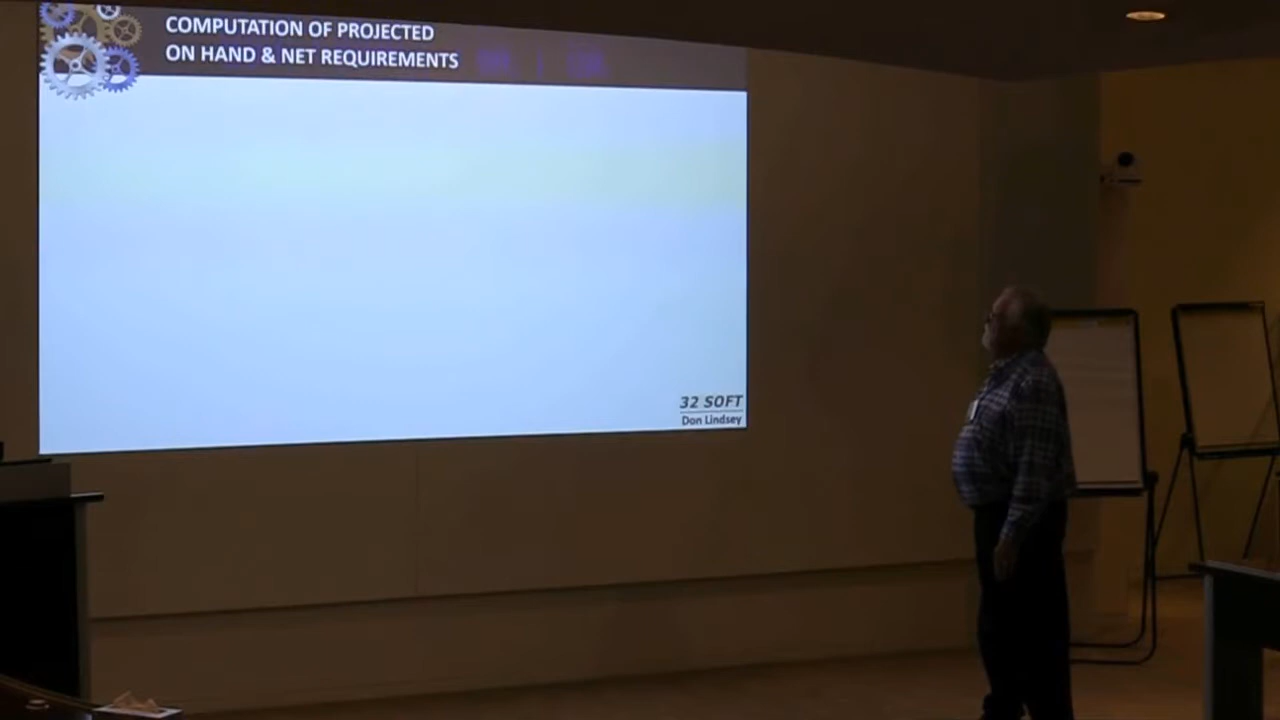 COMPUTATION OF PROJECTED
ON HAND & NET REQUIREMENTS
32 SOFT
Don Lindsey